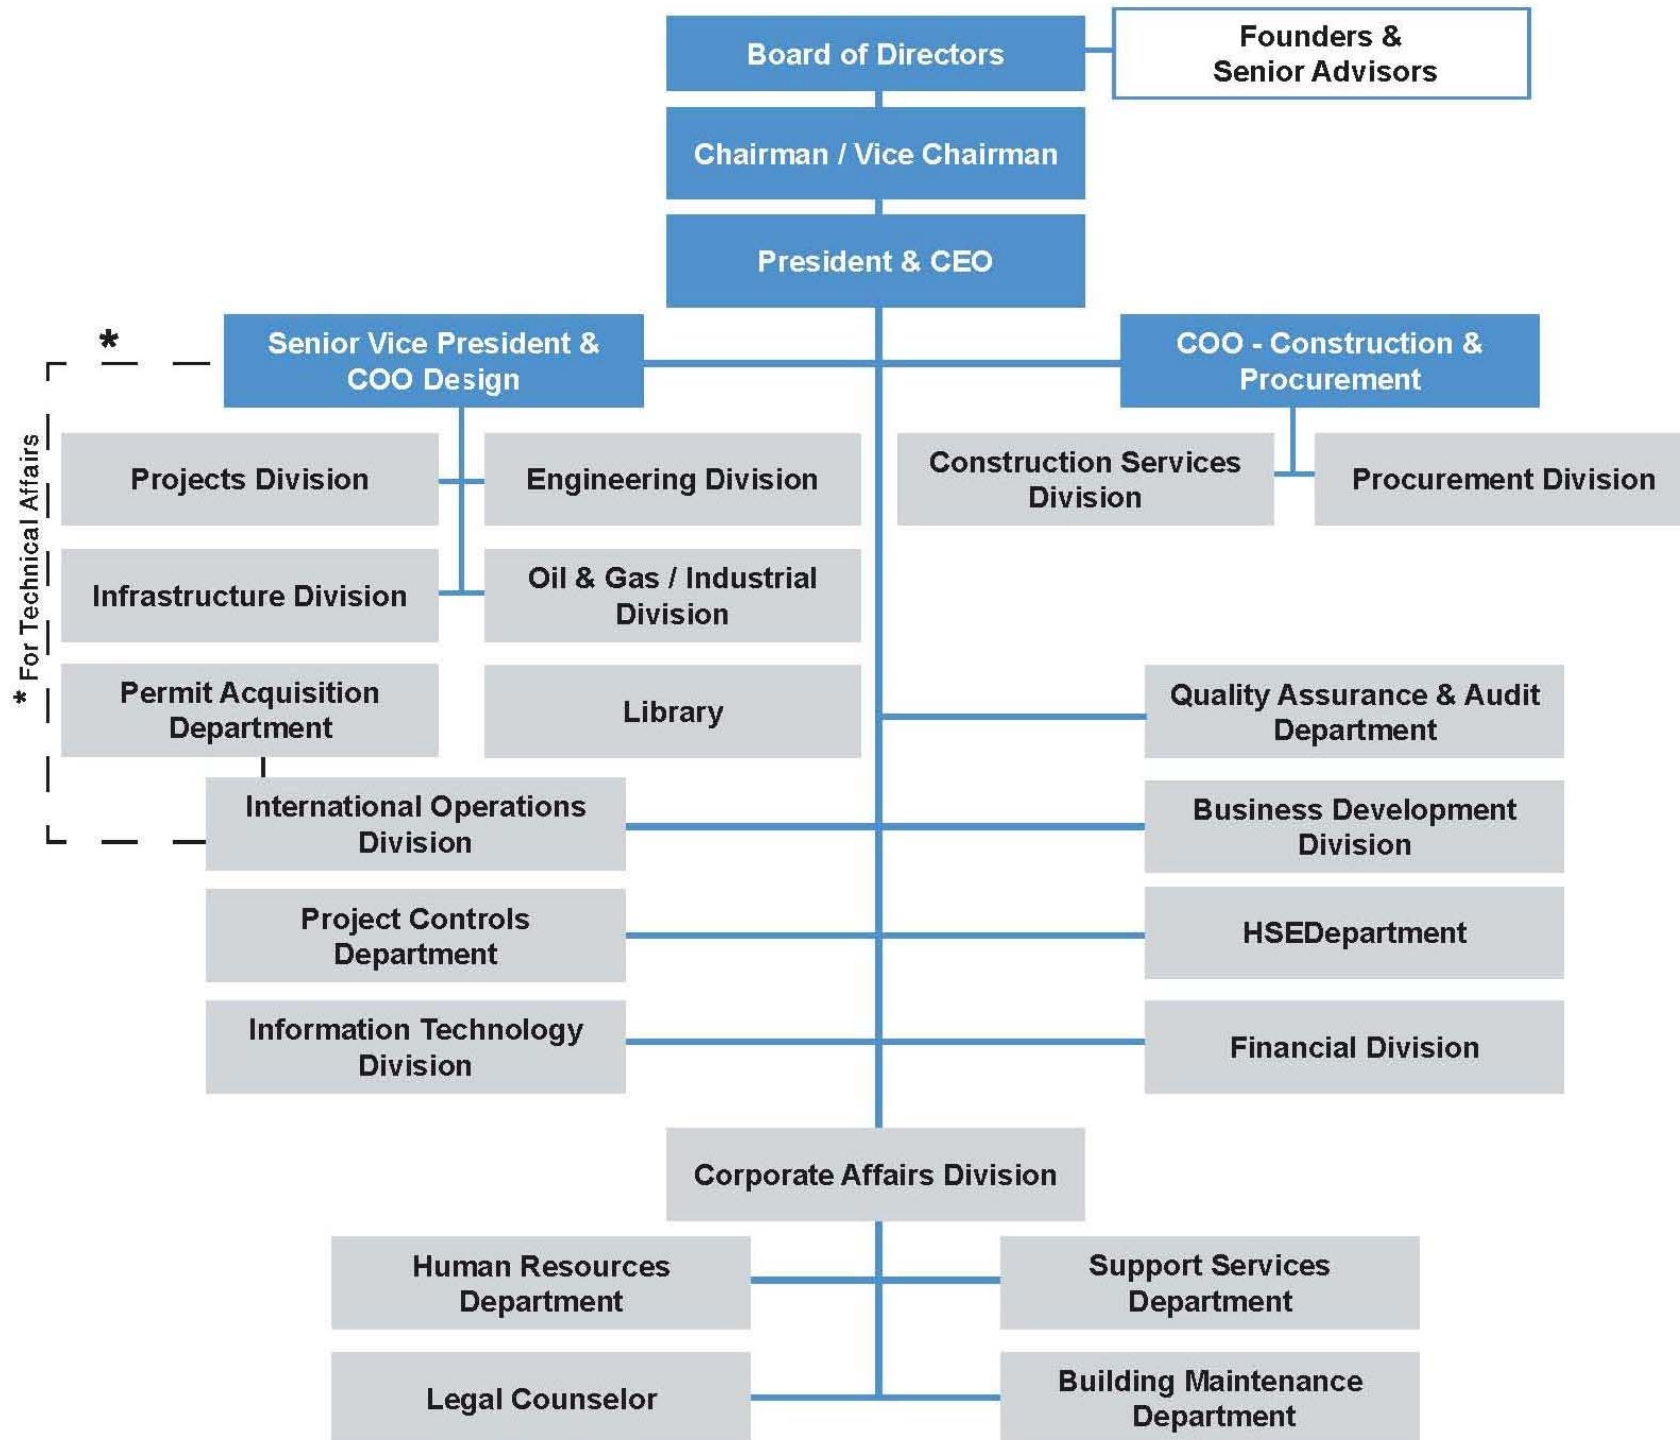 Board of Directors
Founders &
Senior Advisors
Chairman / Vice Chairman
President & CEO
*
Senior Vice President &
COO Design
COO - Construction &
Procurement
* For Technical Affairs
Projects Division
Engineering Division
Construction Services
Division
Procurement Division
Infrastructure Division
Oil & Gas / Industrial
Division
Permit Acquisition
Department
Library
Quality Assurance & Audit
Department
International Operations
Division
Business Development
Division
Project Controls
Department
HSEDepartment
Information Technology
Division
Financial Division
Corporate Affairs Division
Human Resources
Department
Support Services
Department
Legal Counselor
Building Maintenance
Department